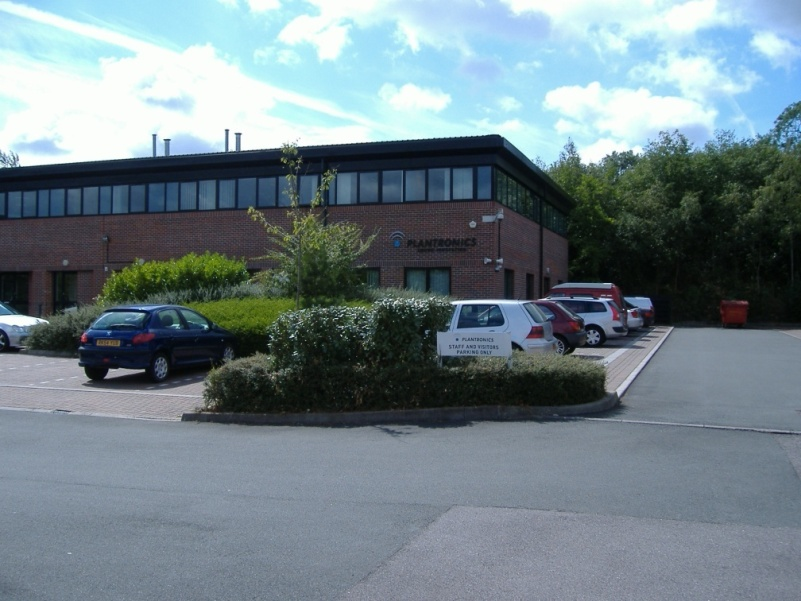 PLANTRONICS
PLANTRONICS
STAFF AND VISITORS
PARKING ONLY